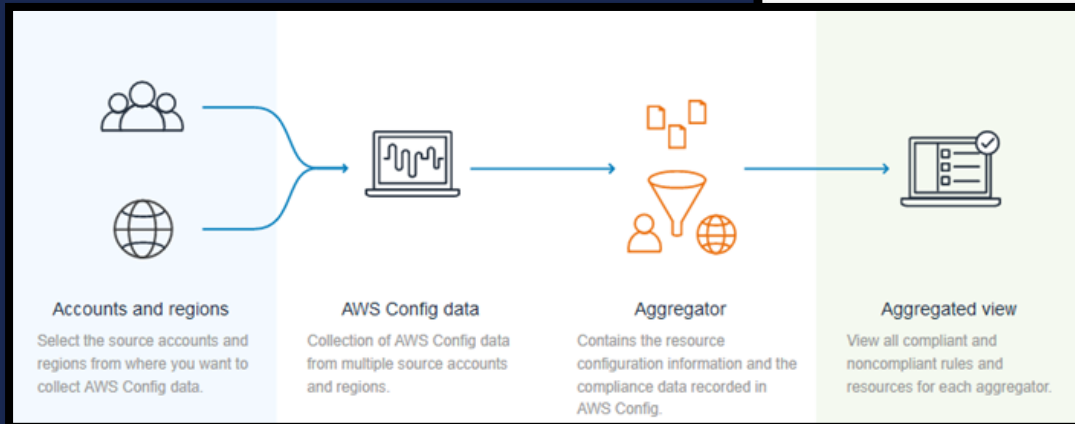 Accounts and regions
Select the source accounts and
regions from where you want to
collect AWS Config data.
AWS Config data
Collection of AWS Config data
from multiple source accounts
and regions.
Aggregator
Contains the resource
configuration information and the
compliance data recorded in
AWS Config.
Aggregated view
View all compliant and
noncompliant rules and
resources for each aggregator.